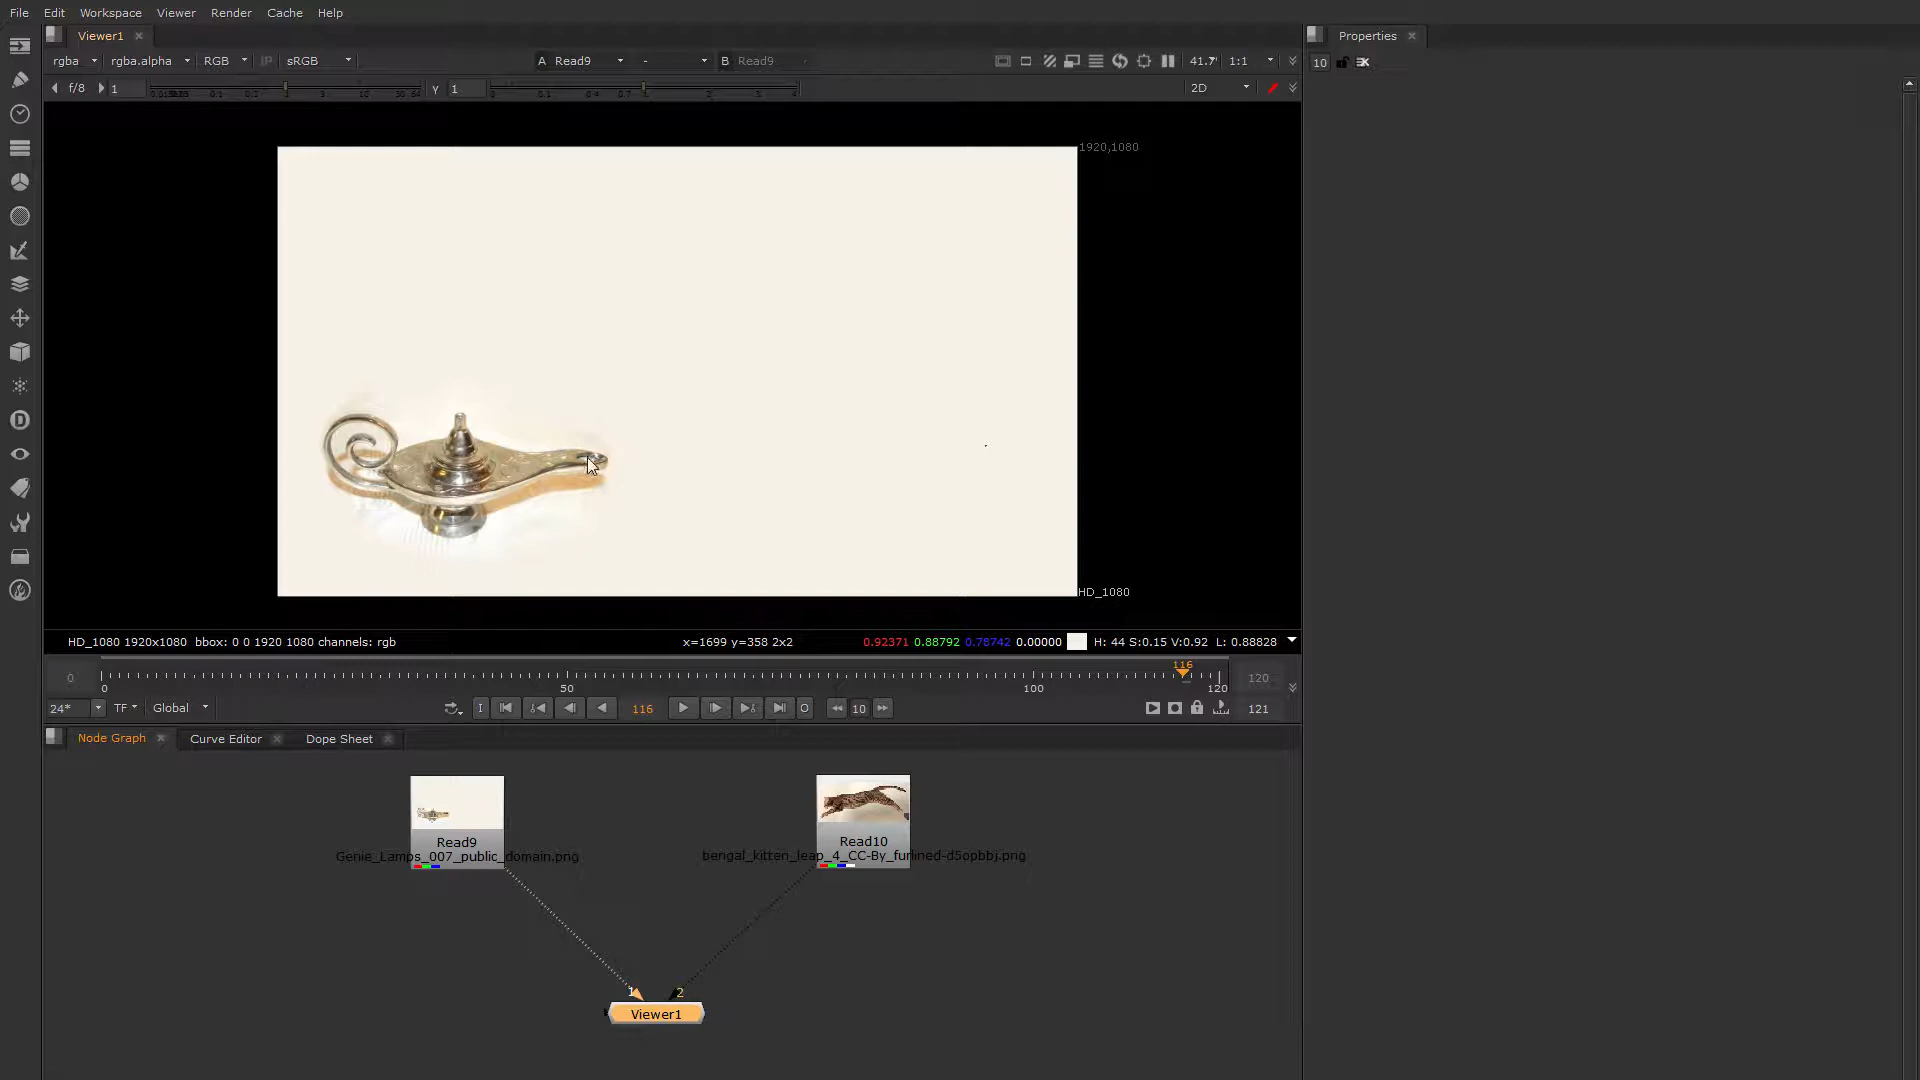 File Edit Workspace Viewer Render Cache Help
Viewer1
Properties
rgba rgba.alpha RGB IP sRGB A Read9 - B Read9 41.7 1:1
10
f/8 1 Y 1 2D
1920,1080
HD_1080
HD_1080 1920x1080 bbox: 0 0 1920 1080 channels: rgb x=1699 y=358 2x2 0.92371 0.88792 0.78742 0.00000 H: 44 S:0.15 V:0.92 L: 0.88828
116
0 120
0 50 100 120
24* TF Global I 116 O 10 121
Node Graph Curve Editor Dope Sheet
Read9
Genie_Lamps_007_public_domain.png
Read10
bengal_kitten_leap_4_CC-By_furlined-d5opbbj.png
1 2
Viewer1